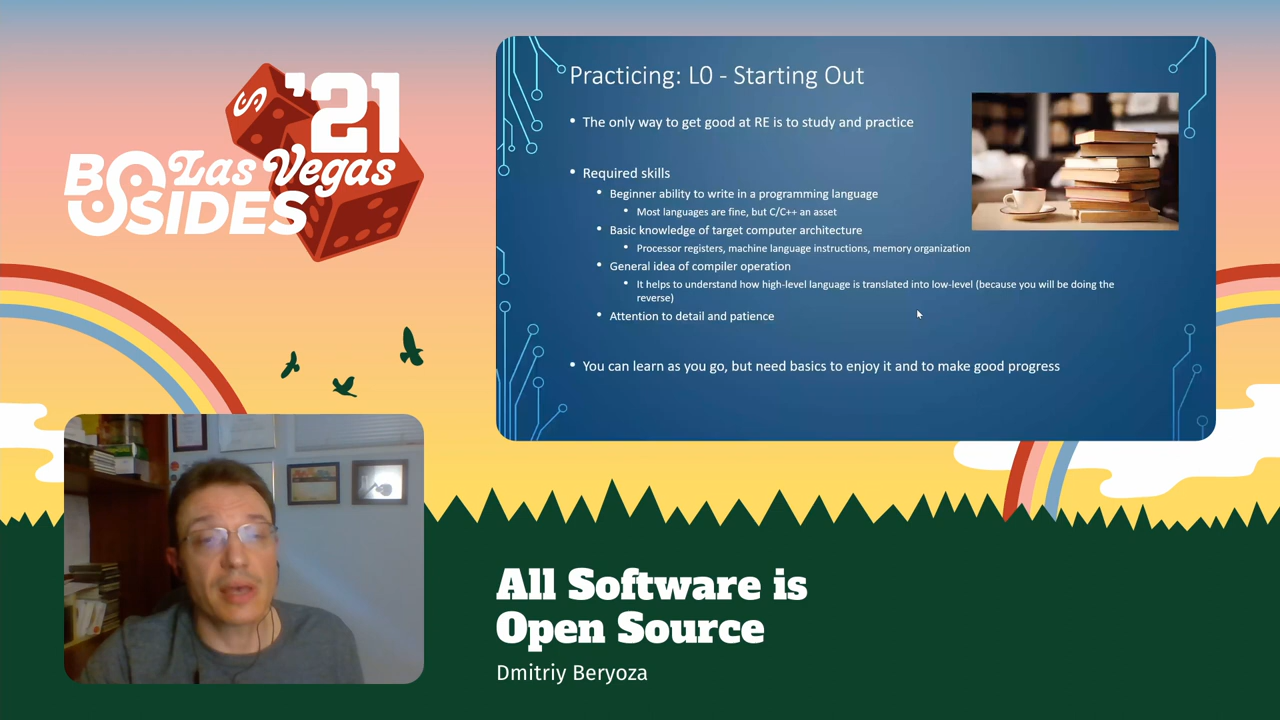 '21
BSIDES Las Vegas
Practicing: L0 - Starting Out
• The only way to get good at RE is to study and practice
• Required skills
• Beginner ability to write in a programming language
• Most languages are fine, but C/C++ an asset
• Basic knowledge of target computer architecture
• Processor registers, machine language instructions, memory organization
• General idea of compiler operation
• It helps to understand how high-level language is translated into low-level (because you will be doing the
reverse)
• Attention to detail and patience
• You can learn as you go, but need basics to enjoy it and to make good progress
All Software is
Open Source
Dmitriy Beryoza